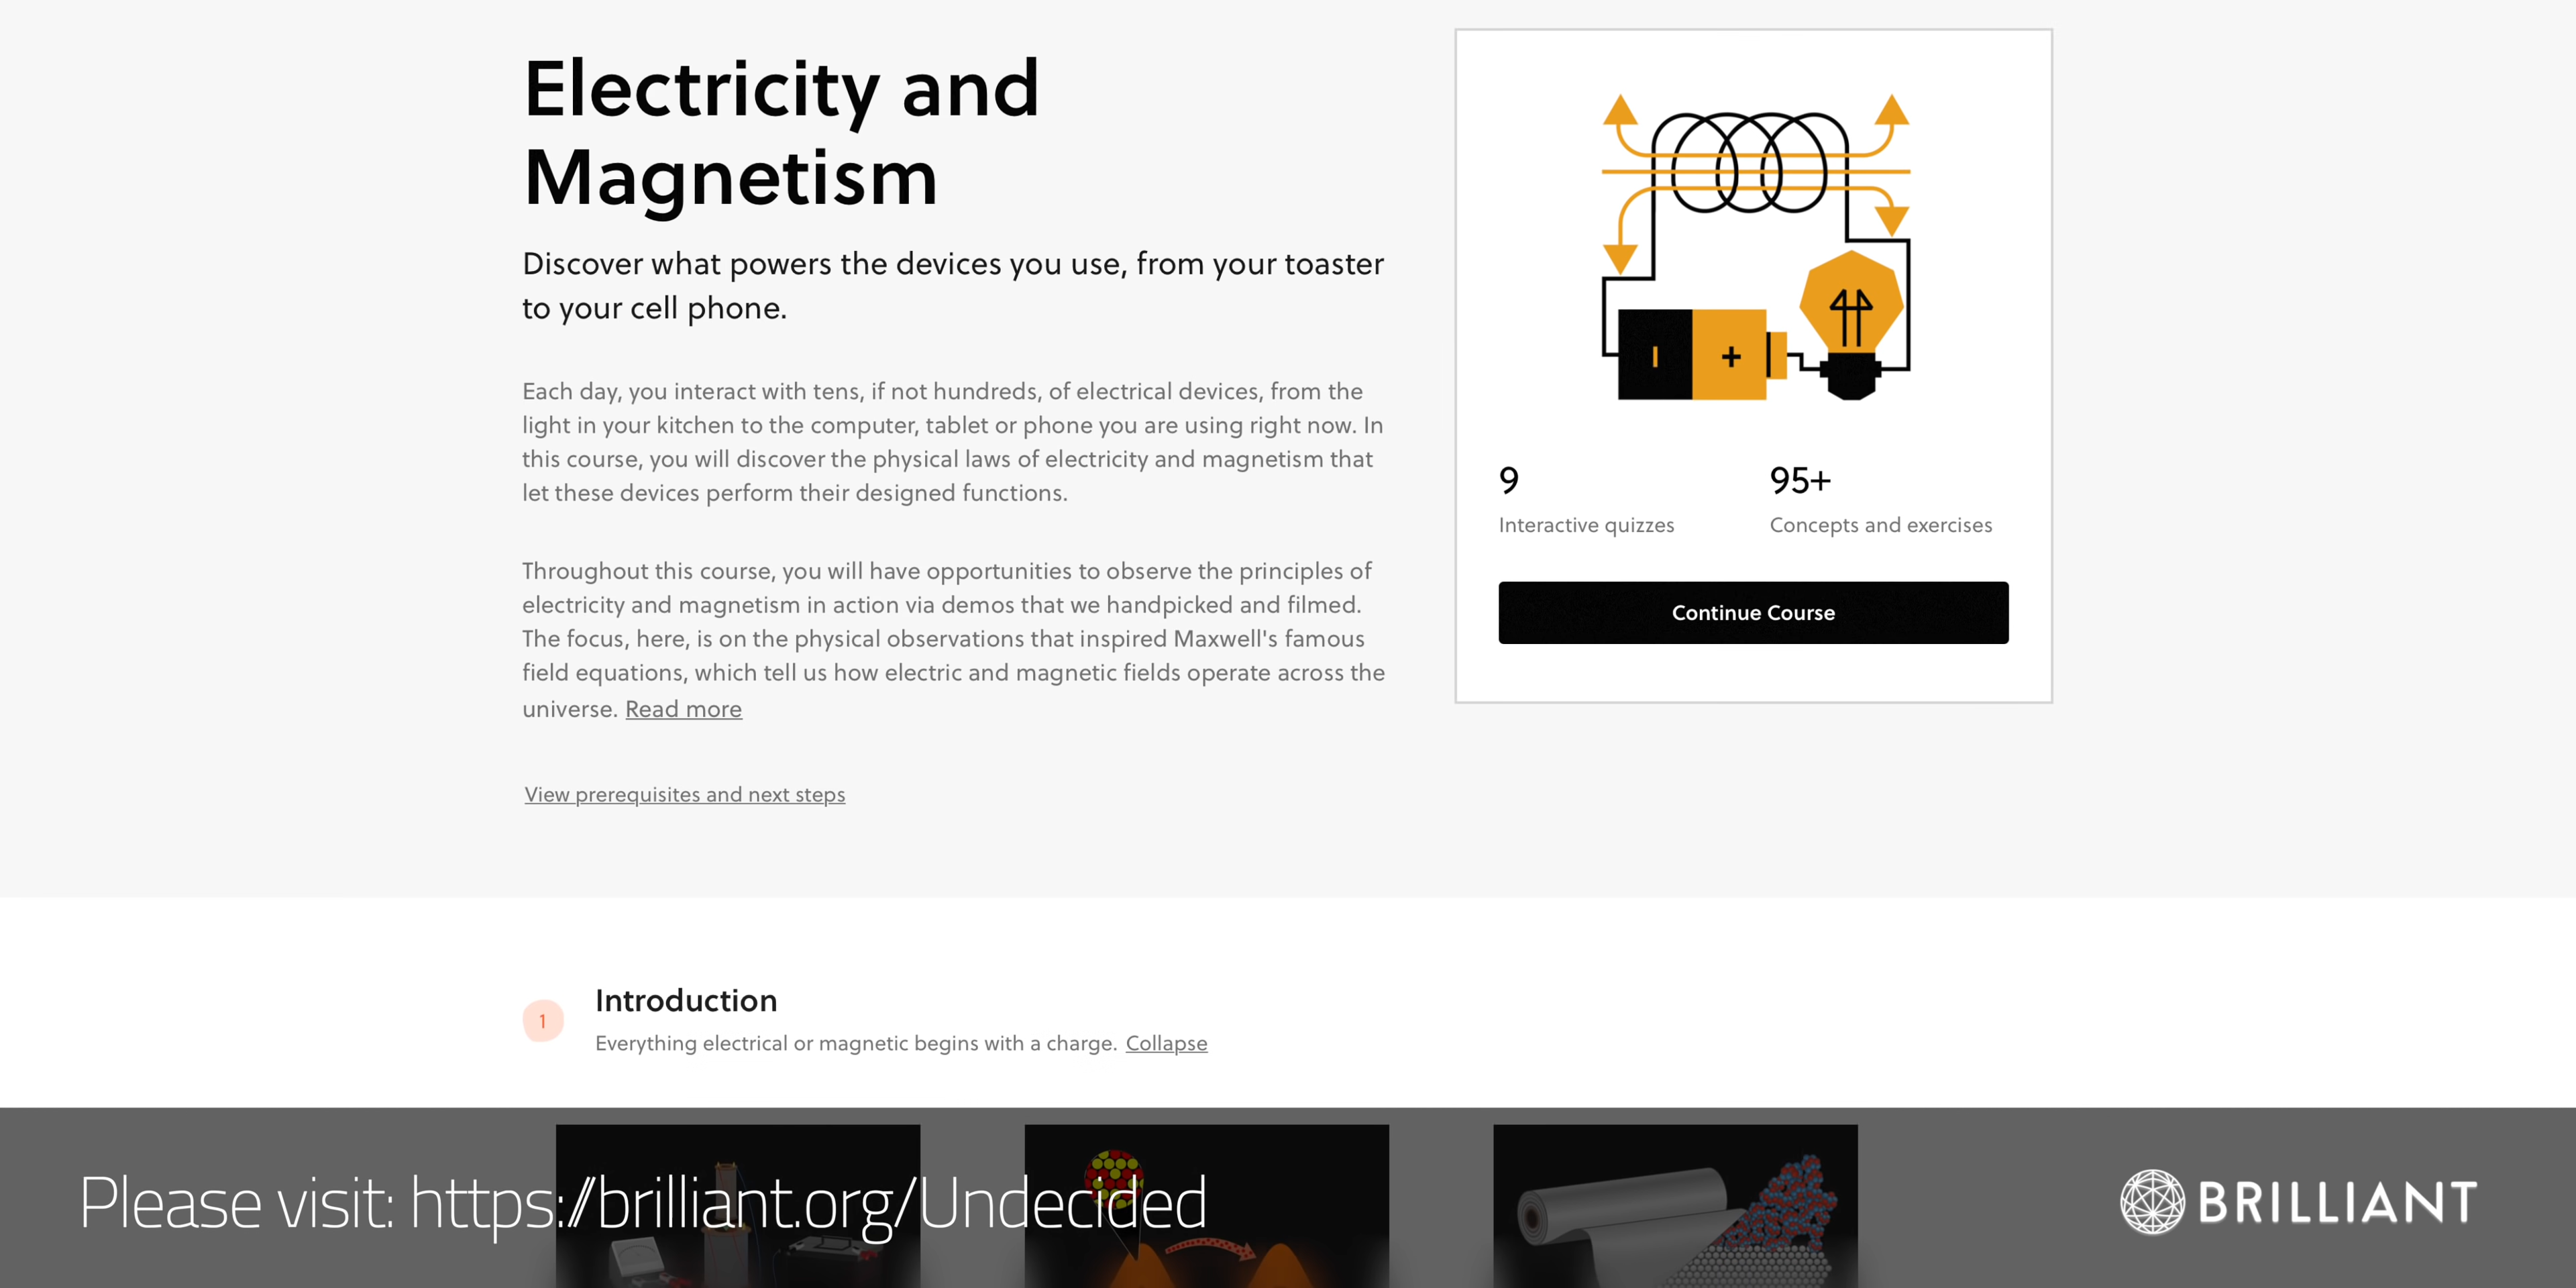 Electricity and
Magnetism
Discover what powers the devices you use, from your toaster
to your cell phone.
Each day, you interact with tens, if not hundreds, of electrical devices, from the
light in your kitchen to the computer, tablet or phone you are using right now. In
this course, you will discover the physical laws of electricity and magnetism that
let these devices perform their designed functions.
Throughout this course, you will have opportunities to observe the principles of
electricity and magnetism in action via demos that we handpicked and filmed.
The focus, here, is on the physical observations that inspired Maxwell's famous
field equations, which tell us how electric and magnetic fields operate across the
universe. Read more
View prerequisites and next steps
- +
9
95+
Interactive quizzes
Concepts and exercises
Continue Course
1
Introduction
Everything electrical or magnetic begins with a charge. Collapse
Please visit: https://brilliant.org/Undecided
BRILLIANT